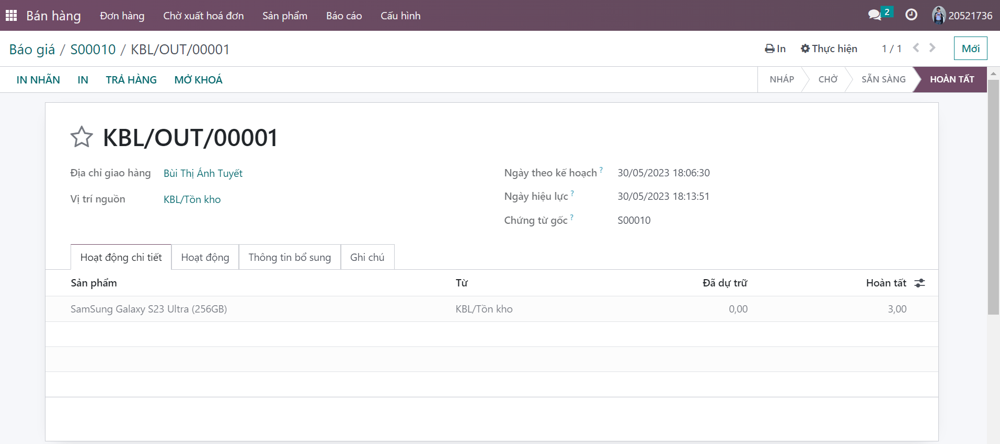 Bán hàng Đơn hàng Chờ xuất hoá đơn Sản phẩm Báo cáo Cấu hình 2 20521736
Báo giá / S00010 / KBL/OUT/00001 In Thực hiện 1 / 1 Mới
IN NHÃN IN TRẢ HÀNG MỞ KHOÁ NHÁP CHỜ SẴN SÀNG HOÀN TẤT
KBL/OUT/00001
Địa chỉ giao hàng Bùi Thị Ánh Tuyết Ngày theo kế hoạch ? 30/05/2023 18:06:30
Vị trí nguồn KBL/Tồn kho Ngày hiệu lực ? 30/05/2023 18:13:51
Chứng từ gốc ? S00010
Hoạt động chi tiết Hoạt động Thông tin bổ sung Ghi chú
Sản phẩm Từ Đã dự trữ Hoàn tất
SamSung Galaxy S23 Ultra (256GB) KBL/Tồn kho 0,00 3,00